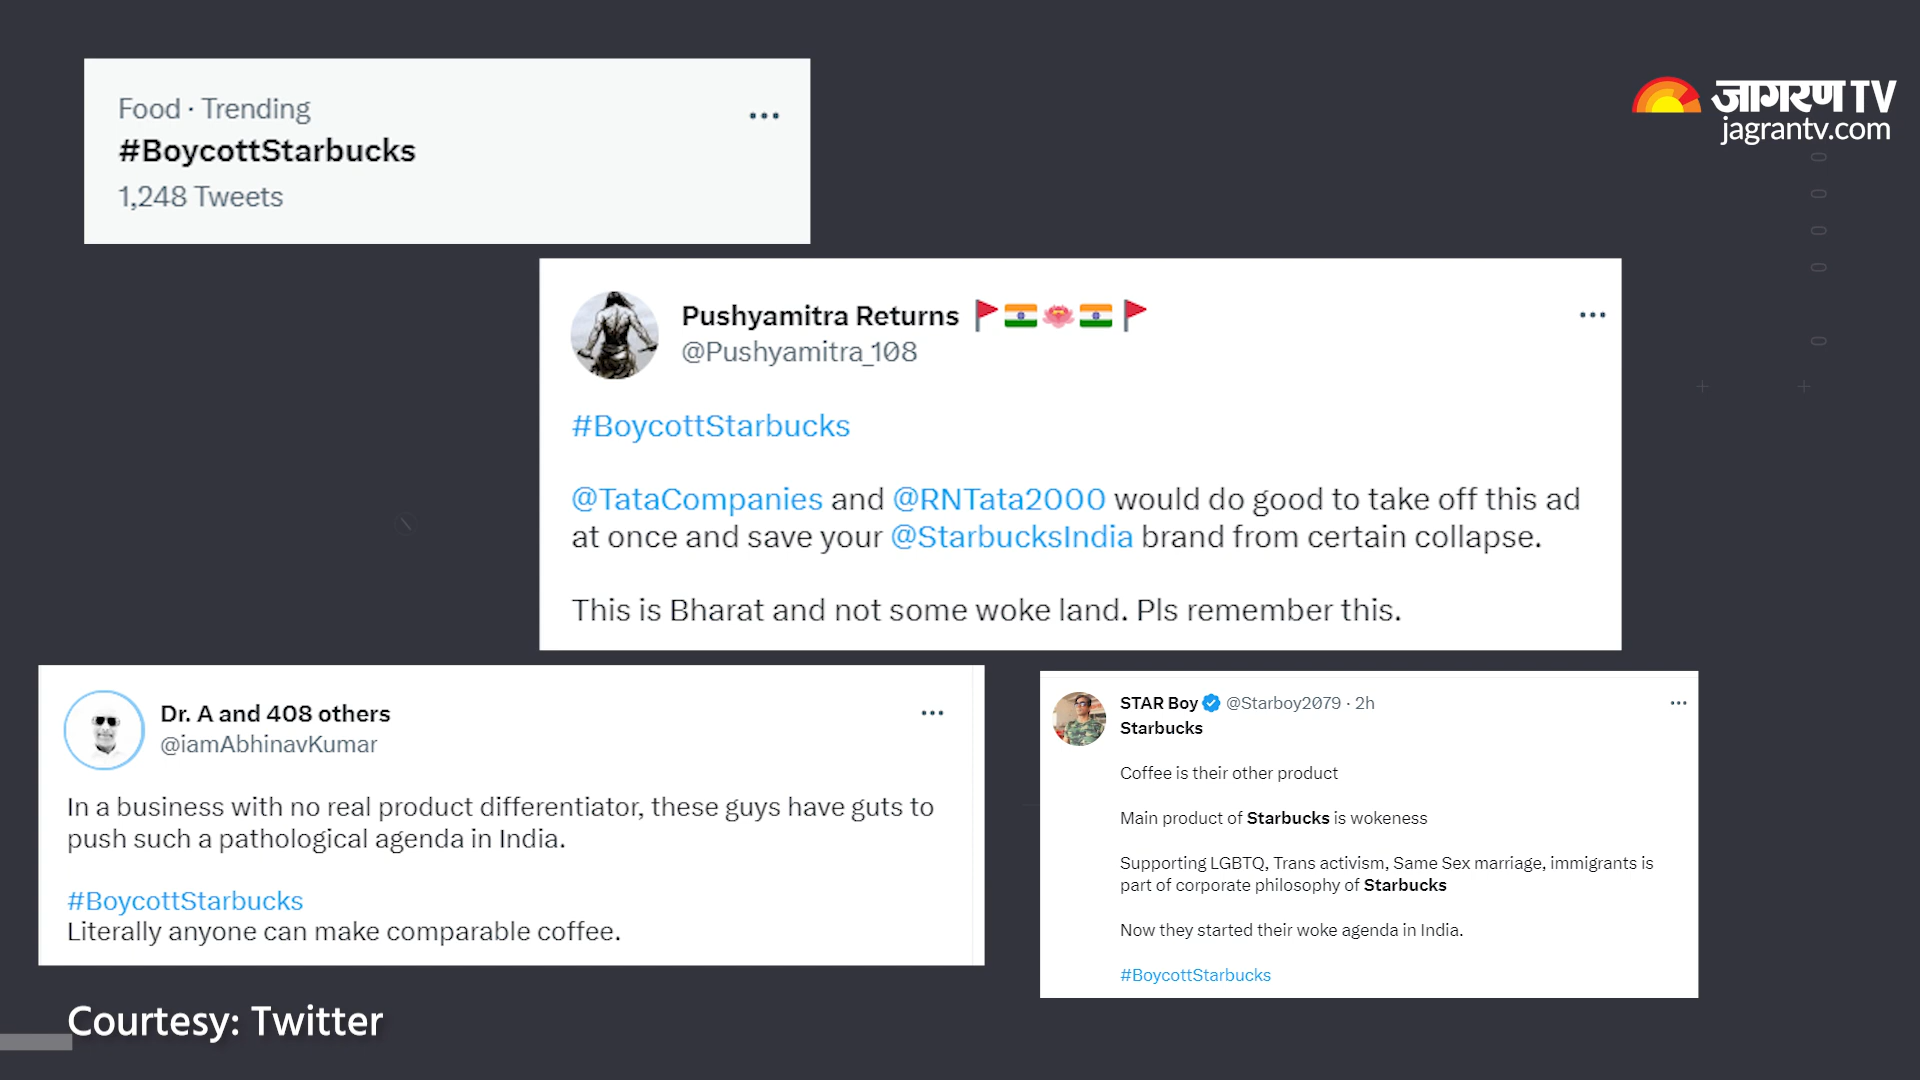 Food · Trending
#BoycottStarbucks
1,248 Tweets
जागरण TV
jagrantv.com
Pushyamitra Returns 🚩🇮🇳🪷🇮🇳🚩
@Pushyamitra_108
#BoycottStarbucks
@TataCompanies and @RNTata2000 would do good to take off this ad
at once and save your @StarbucksIndia brand from certain collapse.
This is Bharat and not some woke land. Pls remember this.
Dr. A and 408 others
@iamAbhinavKumar
In a business with no real product differentiator, these guys have guts to
push such a pathological agenda in India.
#BoycottStarbucks
Literally anyone can make comparable coffee.
STAR Boy @Starboy2079 · 2h
Starbucks
Coffee is their other product
Main product of Starbucks is wokeness
Supporting LGBTQ, Trans activism, Same Sex marriage, immigrants is
part of corporate philosophy of Starbucks
Now they started their woke agenda in India.
#BoycottStarbucks
Courtesy: Twitter